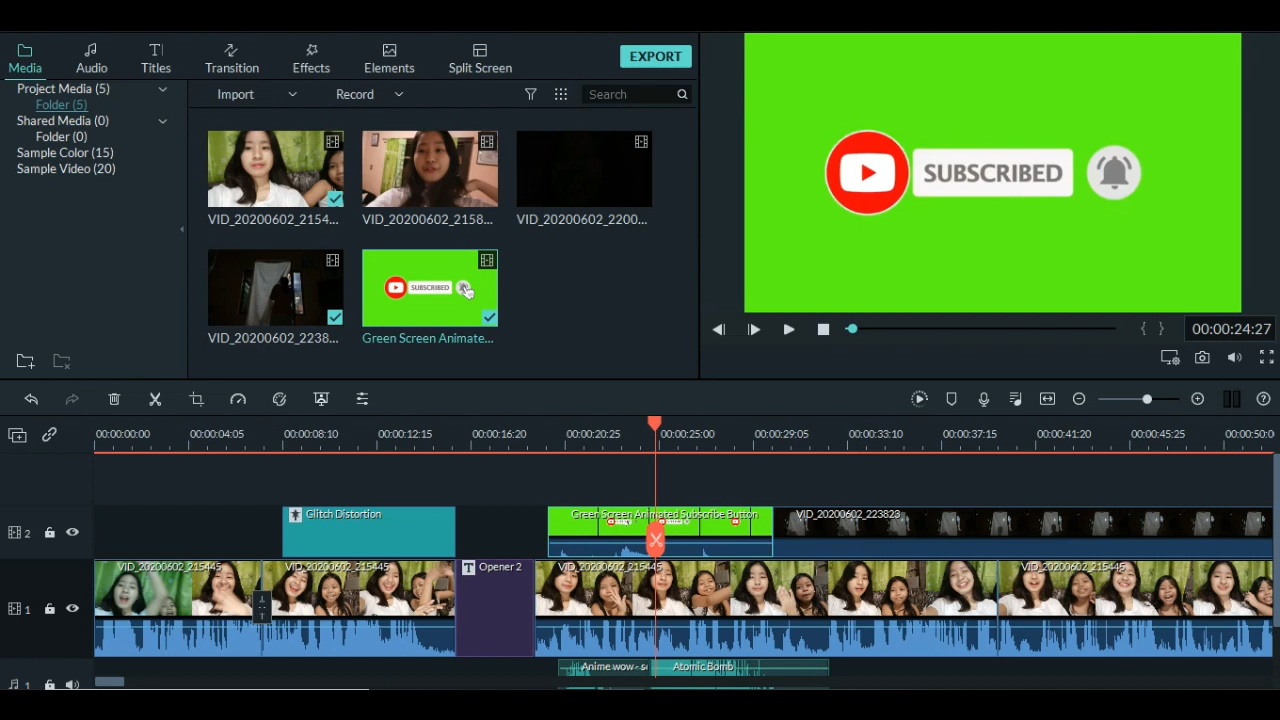 Media
Audio
Titles
Transition
Effects
Elements
Split Screen
EXPORT
Project Media (5)
Folder (5)
Shared Media (0)
Folder (0)
Sample Color (15)
Sample Video (20)
Import
Record
Search
VID_20200602_2154...
VID_20200602_2158...
VID_20200602_2200...
SUBSCRIBED
VID_20200602_2238...
Green Screen Animate...
SUBSCRIBED
{ }
00:00:24:27
00:00:00:00
00:00:04:05
00:00:08:10
00:00:12:15
00:00:16:20
00:00:20:25
00:00:25:00
00:00:29:05
00:00:33:10
00:00:37:15
00:00:41:20
00:00:45:25
00:00:50:0
2
Glitch Distortion
Green Screen Animated Subscribe Button
VID_20200602_223823
1
VID_20200602_215445
VID_20200602_215445
T Opener 2
VID_20200602_215445
VID_20200602_215445
1
Anime wow - s
Atomic Bomb